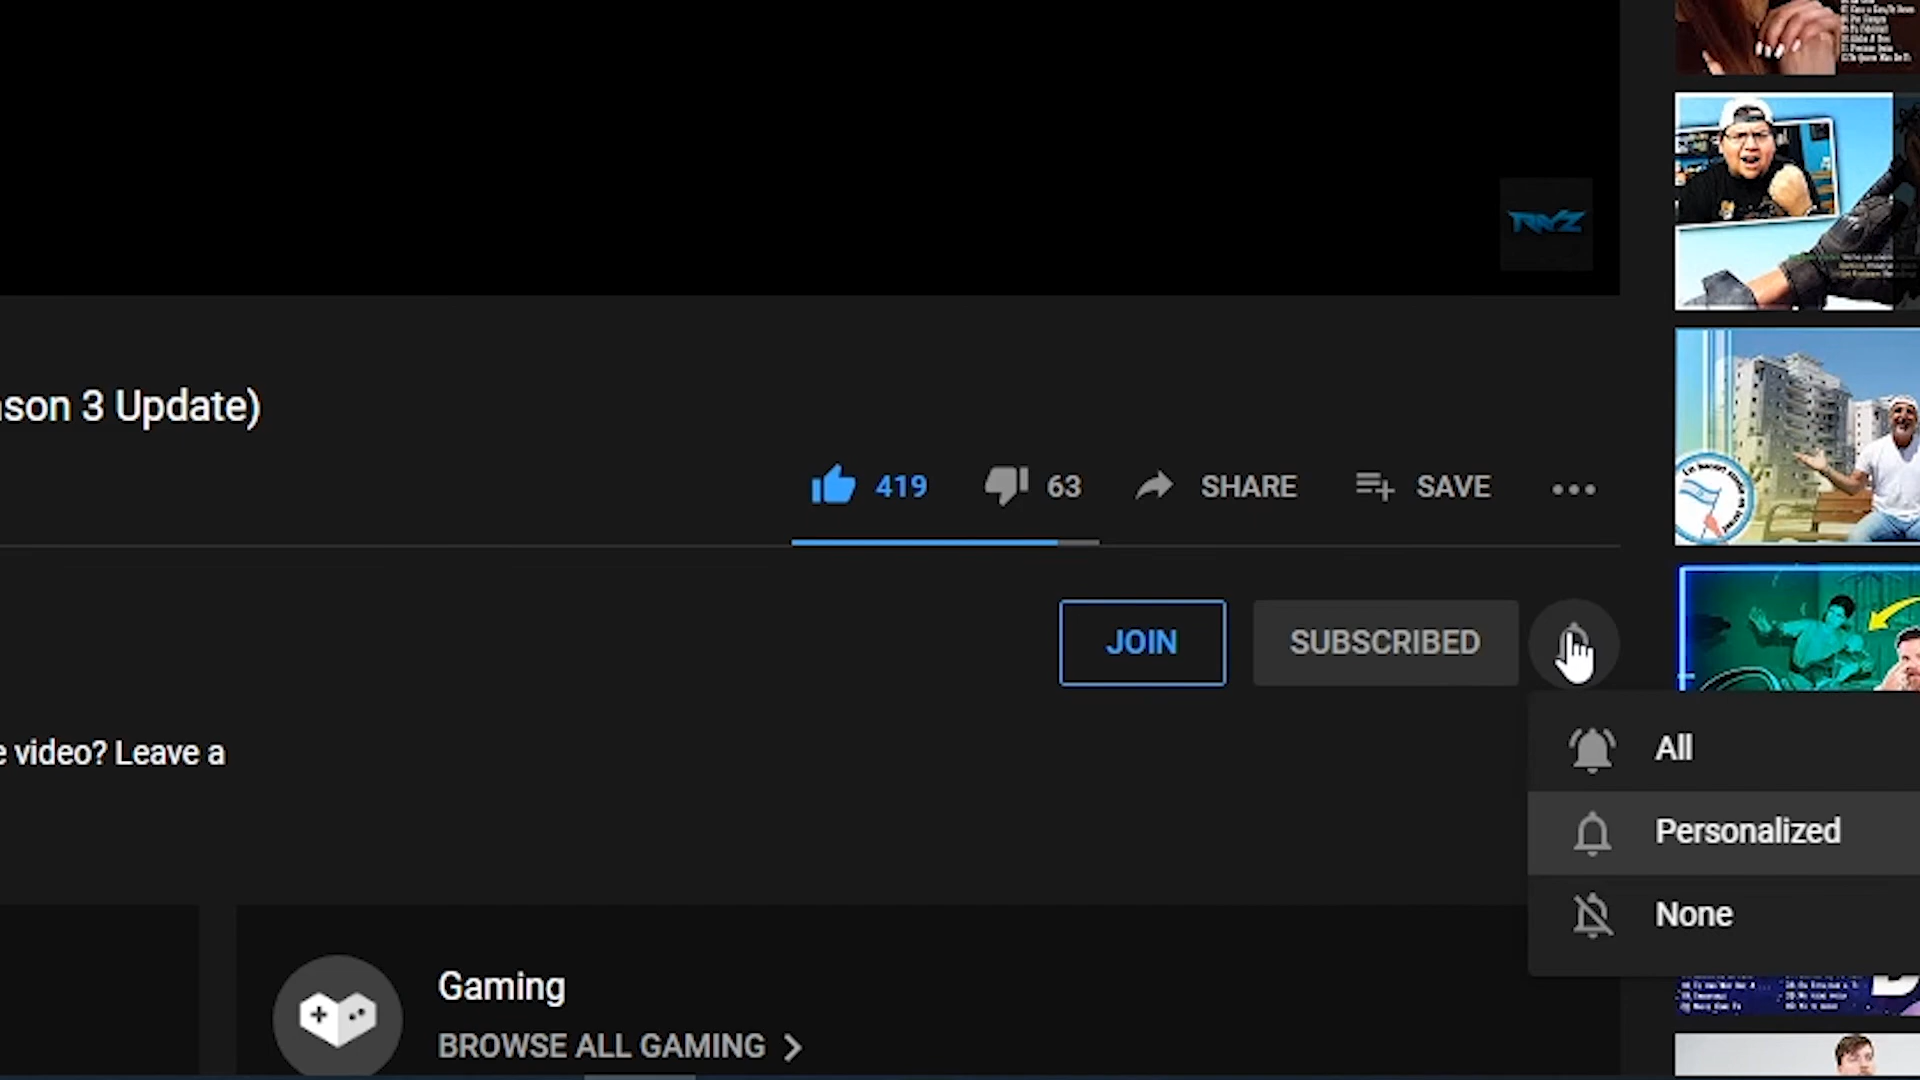 son 3 Update)
419
63
SHARE
SAVE
JOIN
SUBSCRIBED
All
video? Leave a
Personalized
None
Gaming
BROWSE ALL GAMING